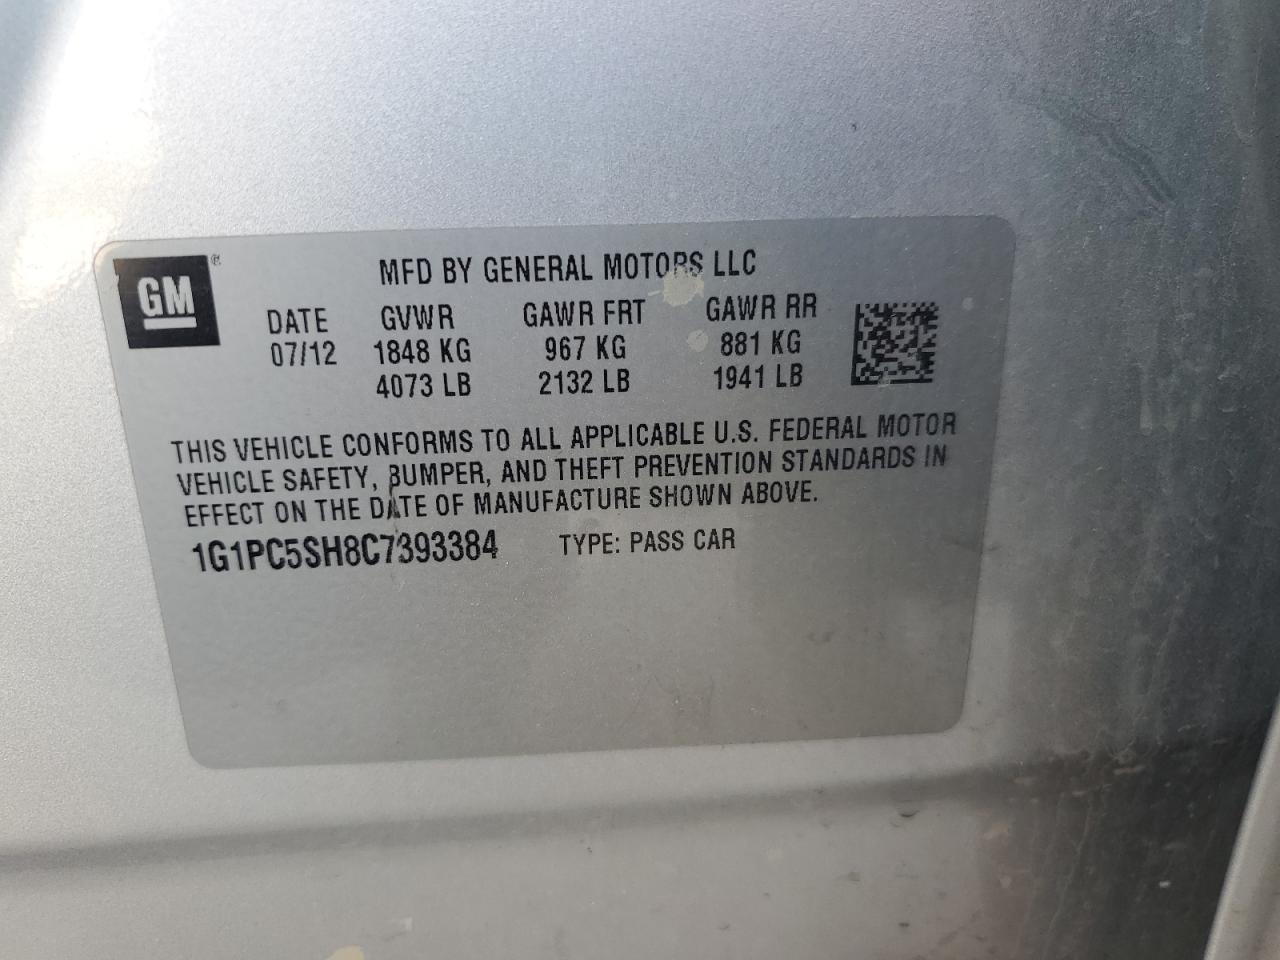 GM®
MFD BY GENERAL MOTORS LLC
DATE GVWR GAWR FRT GAWR RR
07/12 1848 KG 967 KG 881 KG
4073 LB 2132 LB 1941 LB
THIS VEHICLE CONFORMS TO ALL APPLICABLE U.S. FEDERAL MOTOR
VEHICLE SAFETY, BUMPER, AND THEFT PREVENTION STANDARDS IN
EFFECT ON THE DATE OF MANUFACTURE SHOWN ABOVE.
1G1PC5SH8C7393384 TYPE: PASS CAR